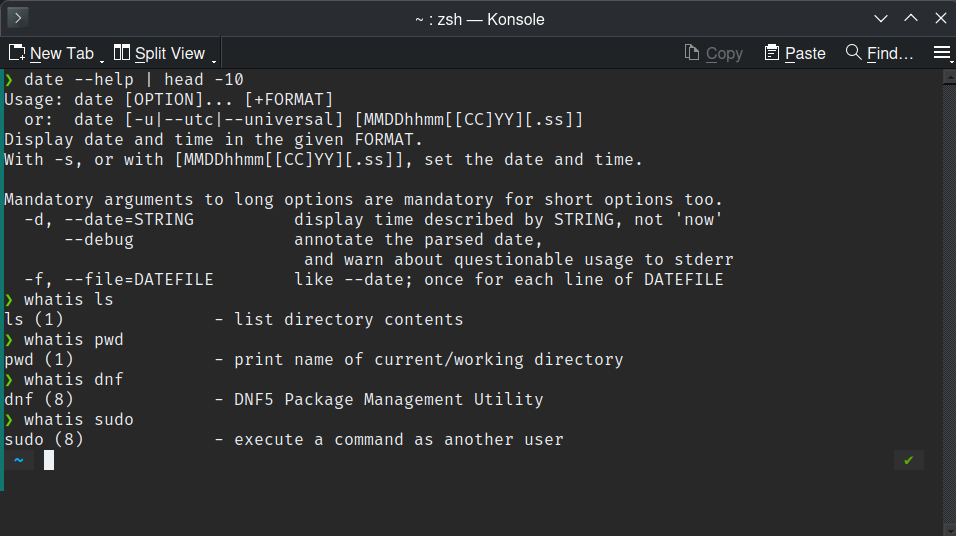 ~ : zsh — Konsole
New Tab Split View Copy Paste Find...
❯ date --help | head -10
Usage: date [OPTION]... [+FORMAT]
  or:  date [-u|--utc|--universal] [MMDDhhmm[[CC]YY][.ss]]
Display date and time in the given FORMAT.
With -s, or with [MMDDhhmm[[CC]YY][.ss]], set the date and time.

Mandatory arguments to long options are mandatory for short options too.
  -d, --date=STRING          display time described by STRING, not 'now'
      --debug                annotate the parsed date,
                              and warn about questionable usage to stderr
  -f, --file=DATEFILE        like --date; once for each line of DATEFILE
❯ whatis ls
ls (1)               - list directory contents
❯ whatis pwd
pwd (1)              - print name of current/working directory
❯ whatis dnf
dnf (8)              - DNF5 Package Management Utility
❯ whatis sudo
sudo (8)             - execute a command as another user
~ ✔